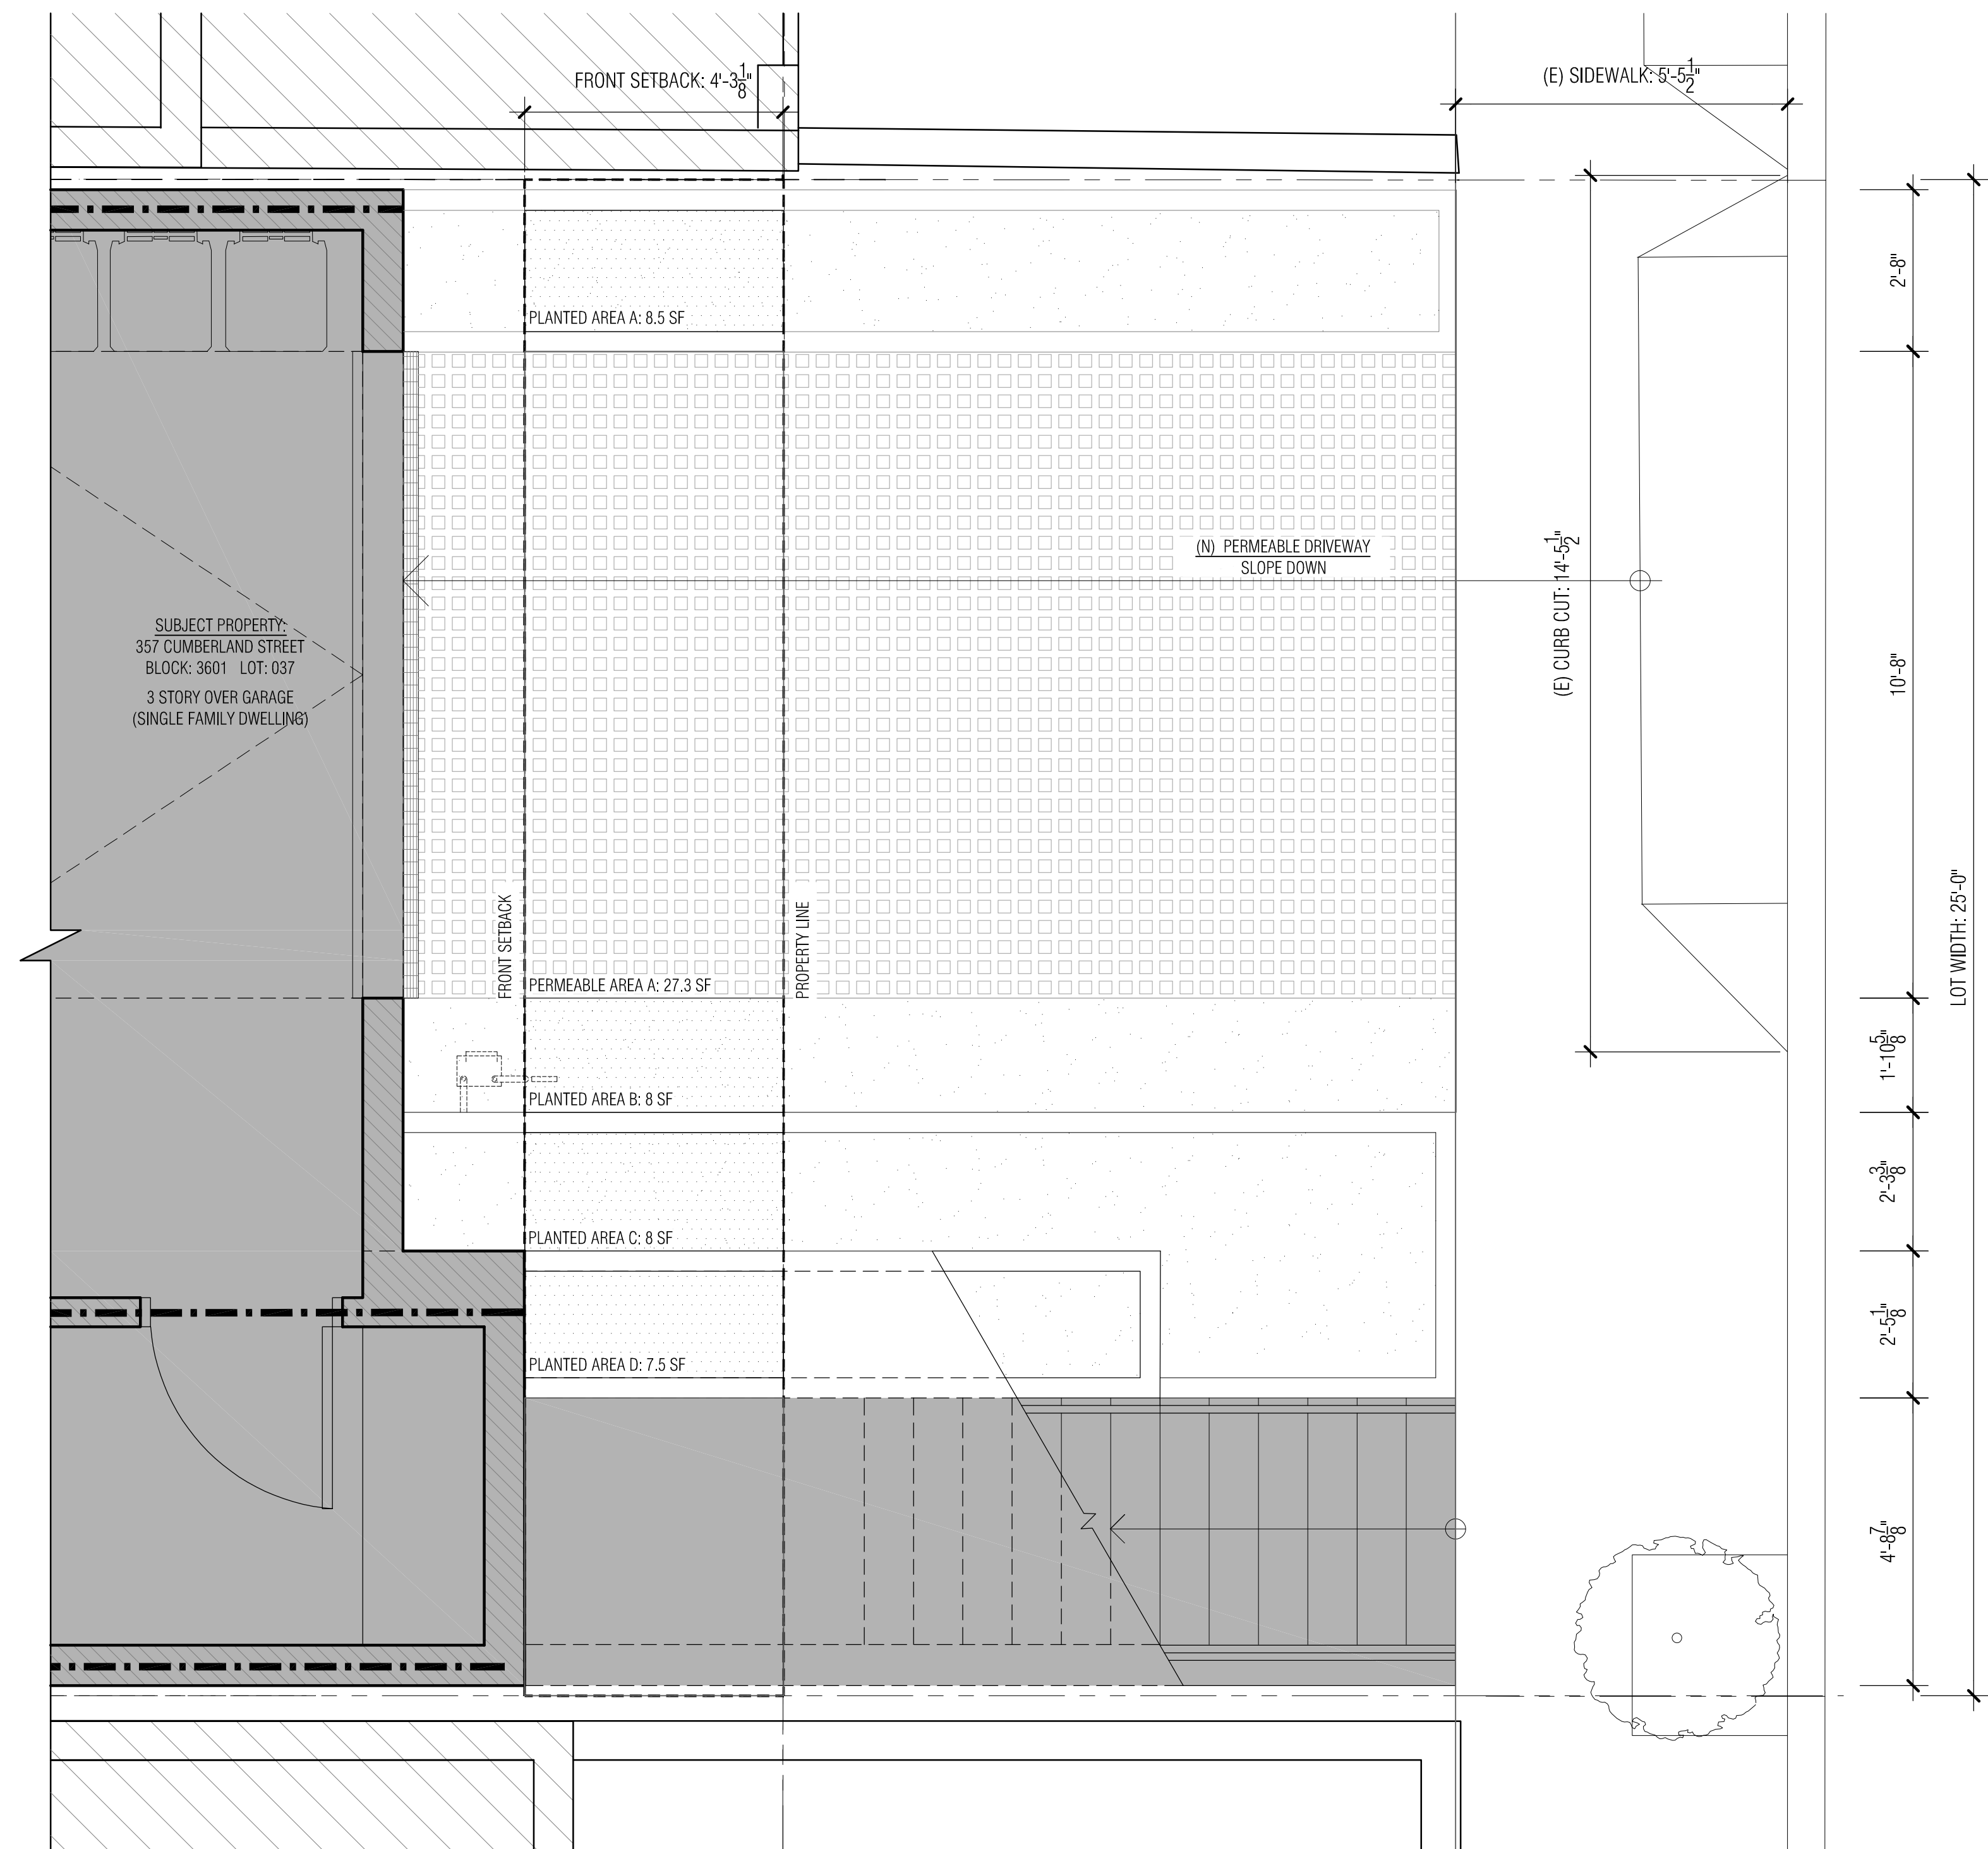 FRONT SETBACK: 4'-3 1/8"
(E) SIDEWALK: 5'-5 1/2"
PLANTED AREA A: 8.5 SF
2'-8"
(N) PERMEABLE DRIVEWAY
SLOPE DOWN
(E) CURB CUT: 14'-5 1/2"
SUBJECT PROPERTY:
357 CUMBERLAND STREET
BLOCK: 3601 LOT: 037
3 STORY OVER GARAGE
(SINGLE FAMILY DWELLING)
10'-8"
FRONT SETBACK
PROPERTY LINE
LOT WIDTH: 25'-0"
PERMEABLE AREA A: 27.3 SF
1'-10 5/8"
PLANTED AREA B: 8 SF
2'-3 3/8"
PLANTED AREA C: 8 SF
2'-5 1/8"
PLANTED AREA D: 7.5 SF
4'-8 7/8"